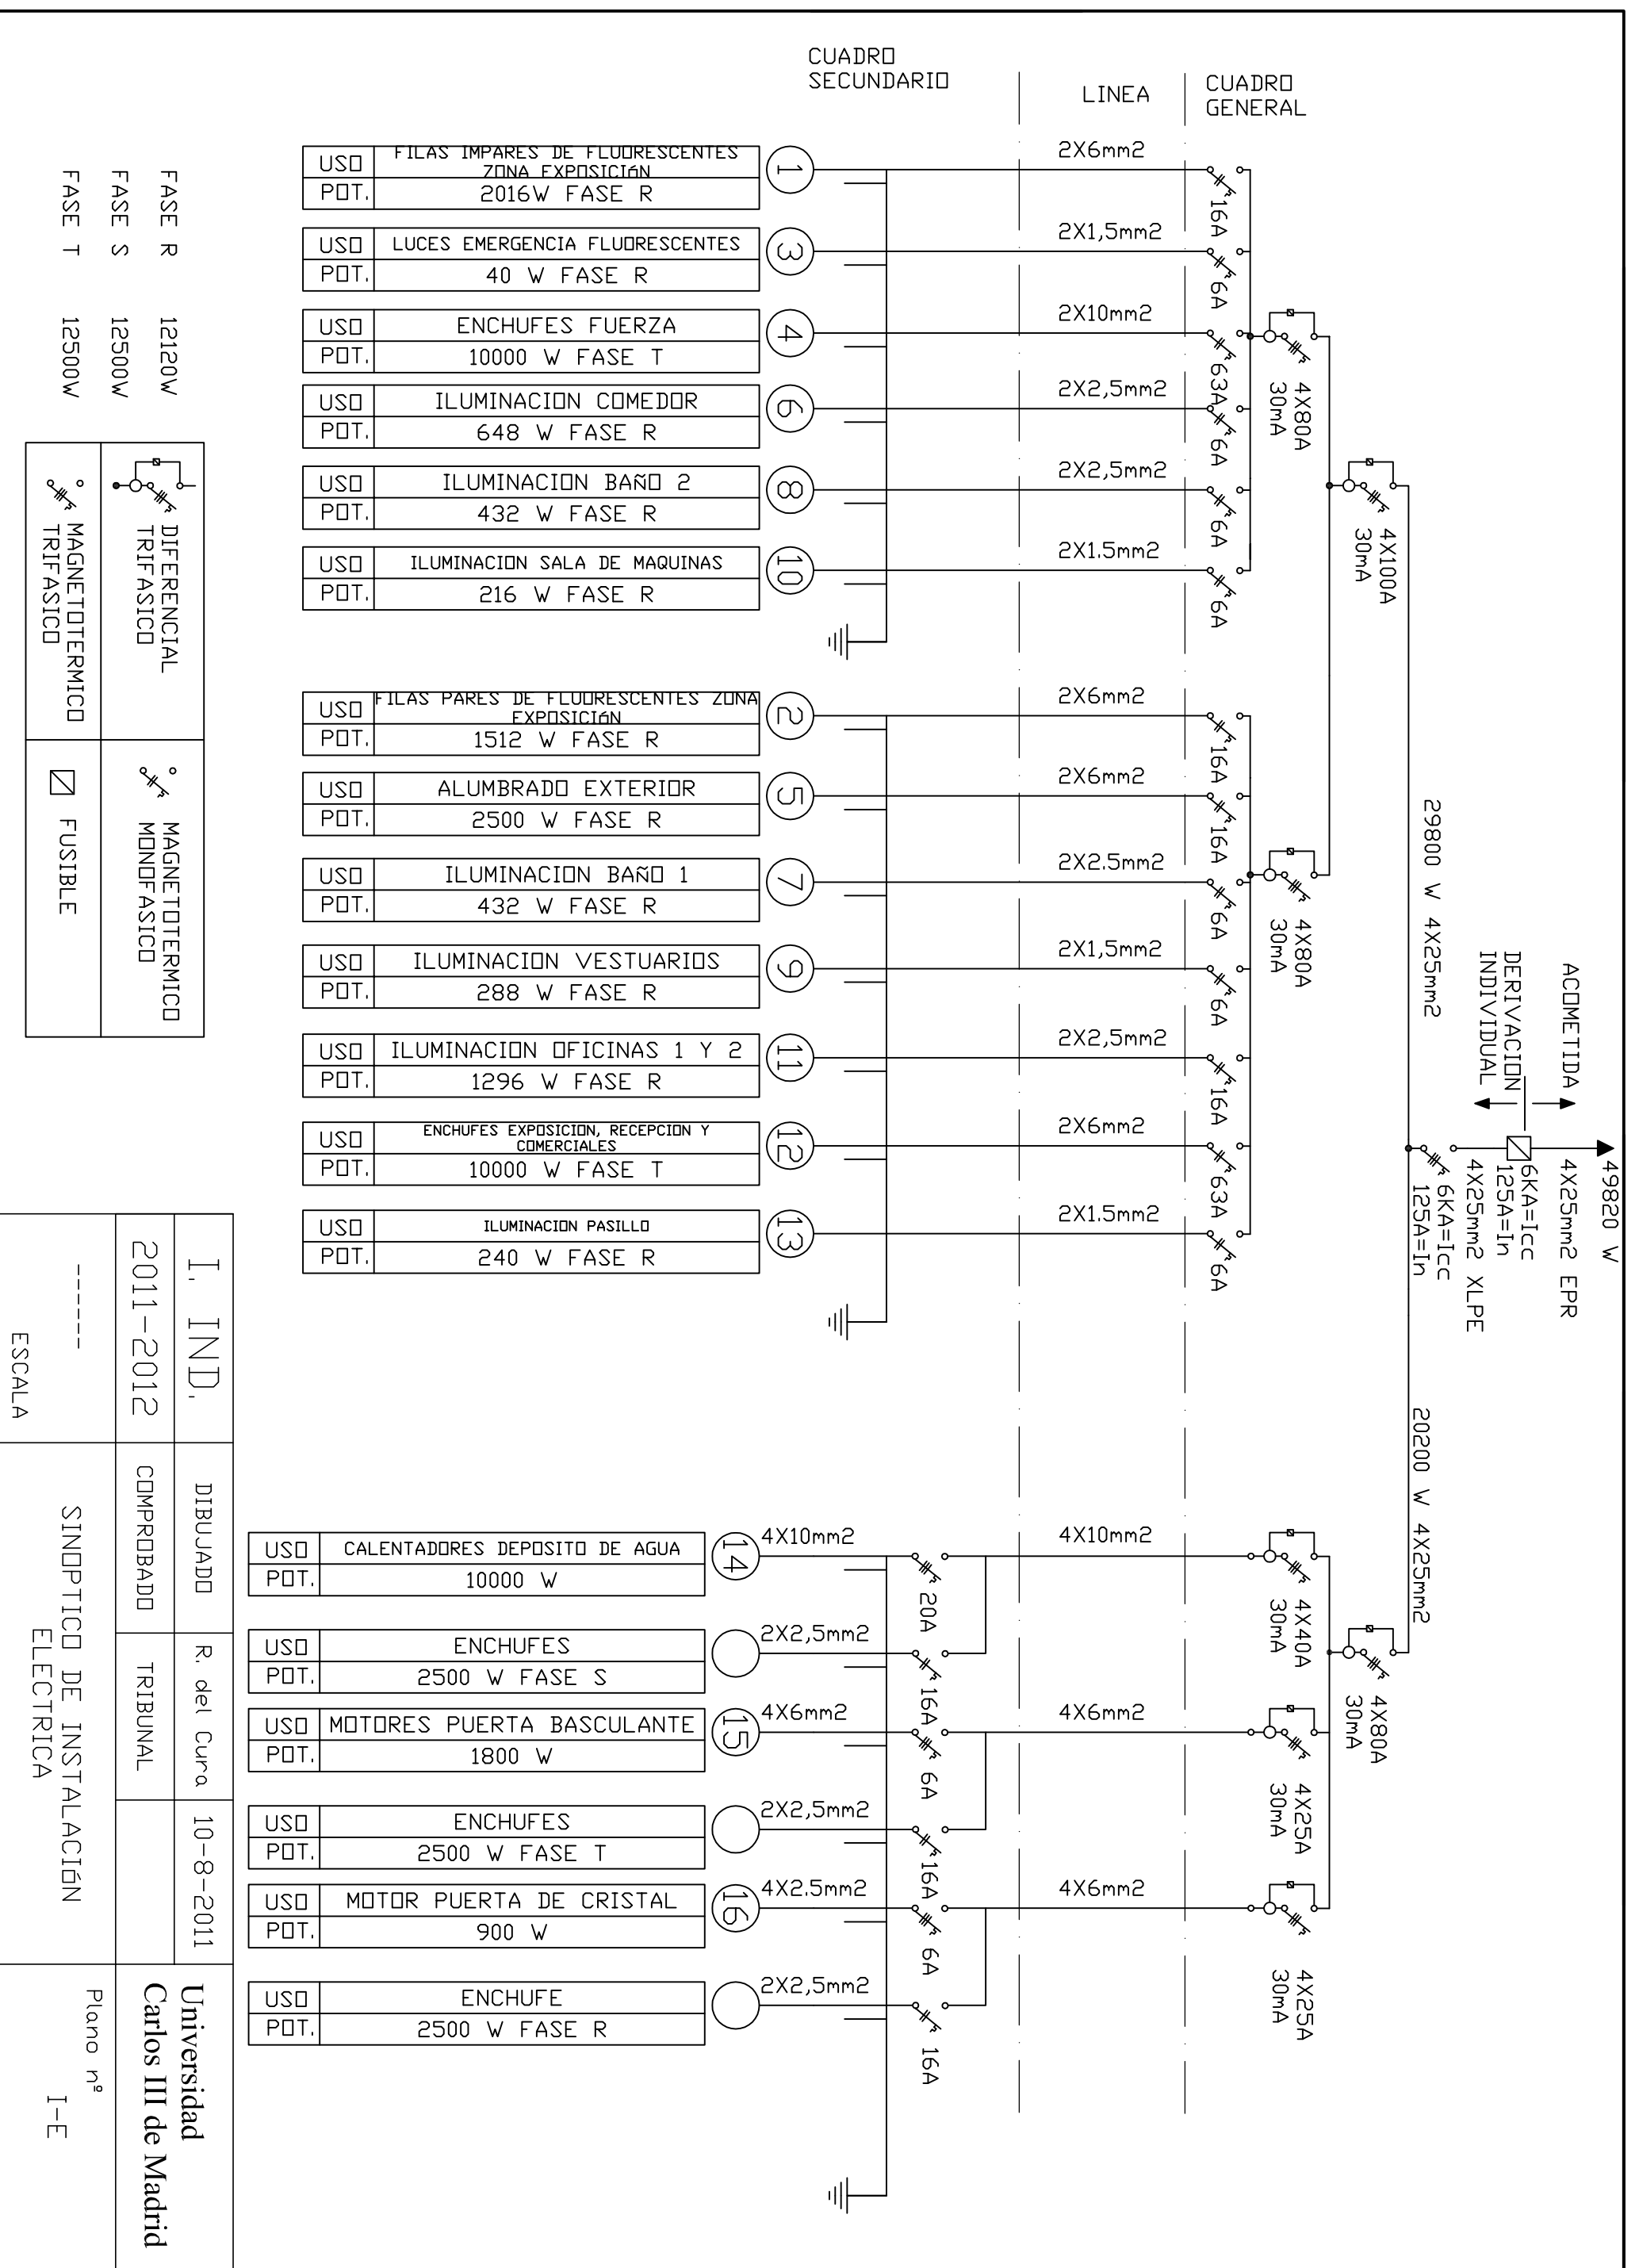 CUADRO
SECUNDARIO
LINEA
CUADRO
GENERAL
USO
FILAS IMPARES DE FLUORESCENTES
ZONA EXPOSICIóN
POT.
2016W FASE R
1
2X6mm2
16A
USO
LUCES EMERGENCIA FLUORESCENTES
POT.
40 W FASE R
3
2X1,5mm2
6A
USO
ENCHUFES FUERZA
POT.
10000 W FASE T
4
2X10mm2
63A
USO
ILUMINACION COMEDOR
POT.
648 W FASE R
6
2X2,5mm2
6A
USO
ILUMINACION BAñO 2
POT.
432 W FASE R
8
2X2,5mm2
6A
USO
ILUMINACION SALA DE MAQUINAS
POT.
216 W FASE R
10
2X1.5mm2
6A
4X80A
30mA
4X100A
30mA
USO
FILAS PARES DE FLUORESCENTES ZONA
EXPOSICIóN
POT.
1512 W FASE R
2
2X6mm2
16A
USO
ALUMBRADO EXTERIOR
POT.
2500 W FASE R
5
2X6mm2
16A
USO
ILUMINACION BAñO 1
POT.
432 W FASE R
7
2X2.5mm2
6A
USO
ILUMINACION VESTUARIOS
POT.
288 W FASE R
9
2X1,5mm2
6A
USO
ILUMINACION OFICINAS 1 Y 2
POT.
1296 W FASE R
11
2X2,5mm2
16A
USO
ENCHUFES EXPOSICION, RECEPCION Y
COMERCIALES
POT.
10000 W FASE T
12
2X6mm2
63A
USO
ILUMINACION PASILLO
POT.
240 W FASE R
13
2X1.5mm2
6A
4X80A
30mA
29800 W 4X25mm2
ACOMETIDA
DERIVACION
INDIVIDUAL
49820 W
4X25mm2 EPR
6KA=Icc
125A=In
4X25mm2 XLPE
6KA=Icc
125A=In
20200 W 4X25mm2
USO
CALENTADORES DEPOSITO DE AGUA
POT.
10000 W
14
4X10mm2
20A
4X10mm2
4X40A
30mA
USO
ENCHUFES
POT.
2500 W FASE S
2X2,5mm2
16A
4X80A
30mA
USO
MOTORES PUERTA BASCULANTE
POT.
1800 W
15
4X6mm2
6A
4X6mm2
4X25A
30mA
USO
ENCHUFES
POT.
2500 W FASE T
2X2,5mm2
16A
USO
MOTOR PUERTA DE CRISTAL
POT.
900 W
16
4X2.5mm2
6A
4X6mm2
4X25A
30mA
USO
ENCHUFE
POT.
2500 W FASE R
2X2,5mm2
16A
FASE R 12120W
FASE S 12500W
FASE T 12500W
DIFERENCIAL
TRIFASICO
MAGNETOTERMICO
MONOFASICO
MAGNETOTERMICO
TRIFASICO
FUSIBLE
I. IND.
DIBUJADO
R. del Cura
10-8-2011
Universidad
Carlos III de Madrid
2011-2012
COMPROBADO
TRIBUNAL
------
ESCALA
SINOPTICO DE INSTALACIóN
ELECTRICA
Plano nº
I-E